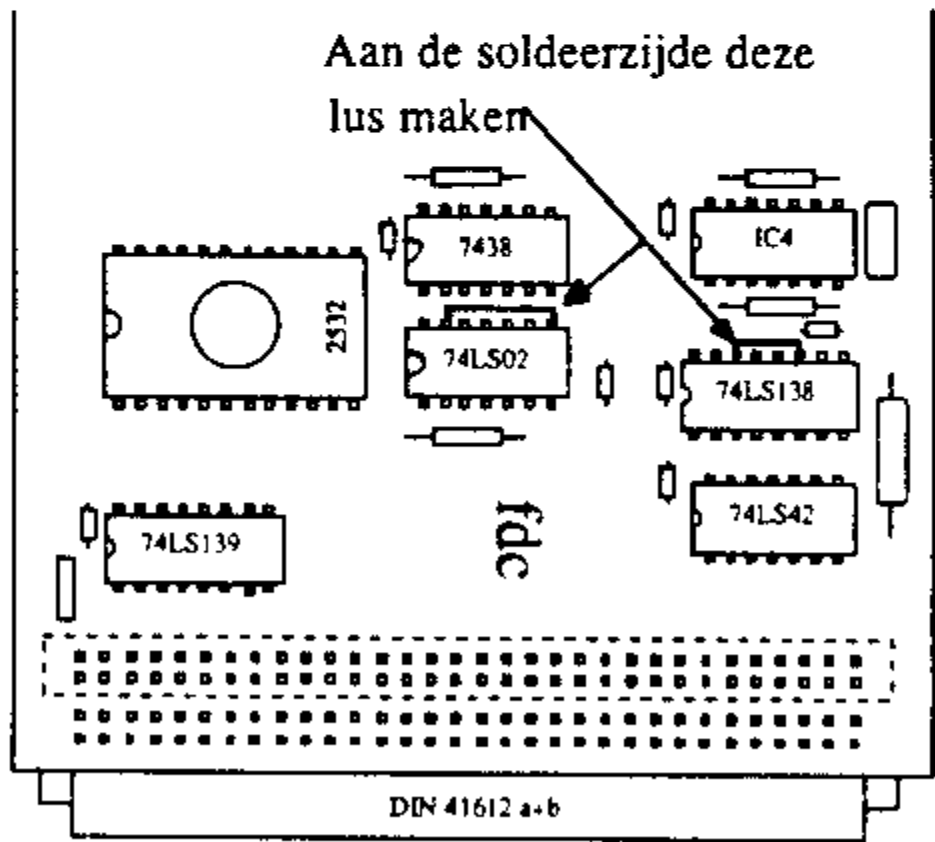 Aan de soldeerzijde deze
lus maken
7438
IC4
2532
74LS02
74LS138
74LS42
74LS139
fdc
DIN 41612 a+b